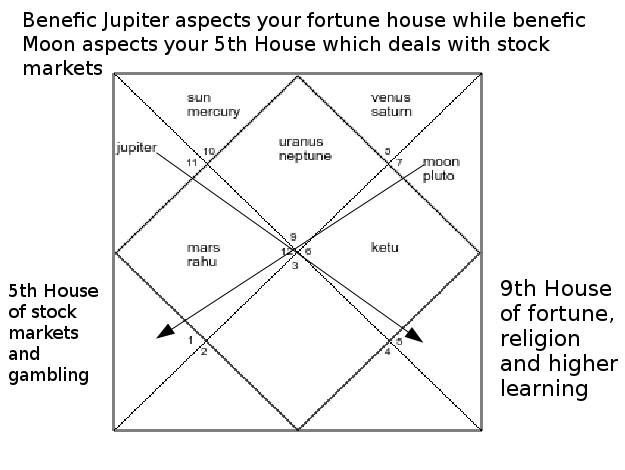 Benefic Jupiter aspects your fortune house while benefic
Moon aspects your 5th House which deals with stock
markets
sun
mercury
venus
saturn
uranus
neptune
jupiter
10
11
7
moon
pluto
9
12
6
3
mars
rahu
ketu
5th House
of stock
markets
and
gambling
9th House
of fortune,
religion
and higher
learning
1
2
5
4